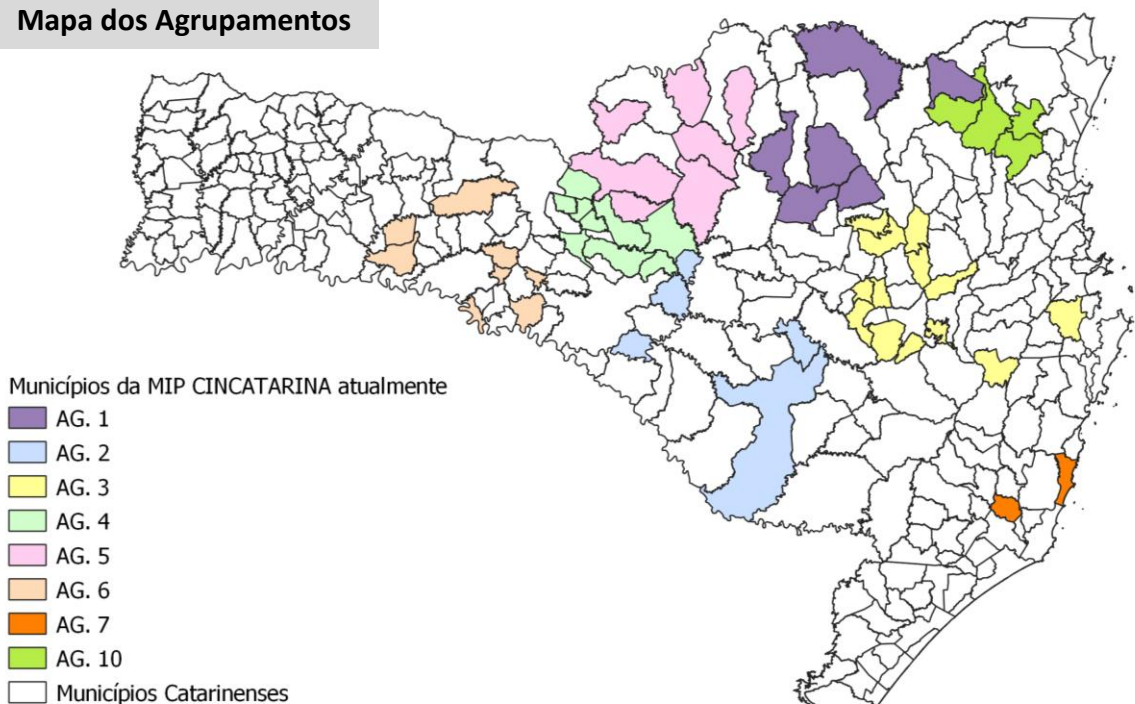 Mapa dos Agrupamentos
Municípios da MIP CINCATARINA atualmente
AG. 1
AG. 2
AG. 3
AG. 4
AG. 5
AG. 6
AG. 7
AG. 10
Municípios Catarinenses